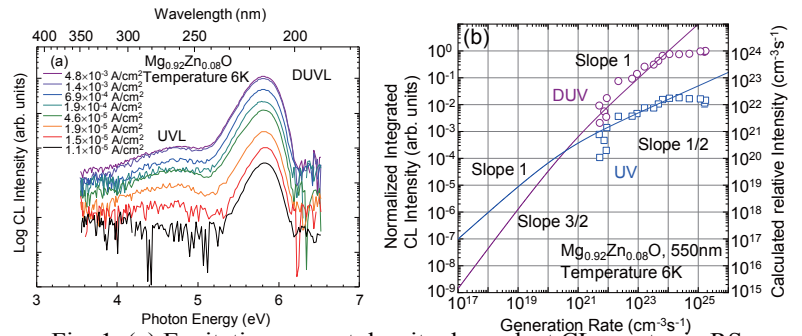 Wavelength (nm)
400 350 300 250 200
(a)
Mg0.92Zn0.08O
Temperature 6K
DUVL
4.8×10-3 A/cm2
1.4×10-3 A/cm2
6.9×10-4 A/cm2
1.9×10-4 A/cm2
4.6×10-5 A/cm2
1.9×10-5 A/cm2
1.5×10-5 A/cm2
1.1×10-5 A/cm2
UVL
Log CL Intensity (arb. units)
3 4 5 6 7
Photon Energy (eV)
(b)
Normalized Integrated
CL Intensity (arb. units)
100
10-1
10-2
10-3
10-4
10-5
10-6
10-7
10-8
10-9
Slope 1
DUV
Slope 1/2
UV
Slope 1
Slope 3/2
Mg0.92Zn0.08O, 550nm
Temperature 6K
1024
1023
1022
1021
1020
1019
1018
1017
1016
1015
Calculated relative Intensity (cm-3s-1)
1017 1019 1021 1023 1025
Generation Rate (cm-3s-1)